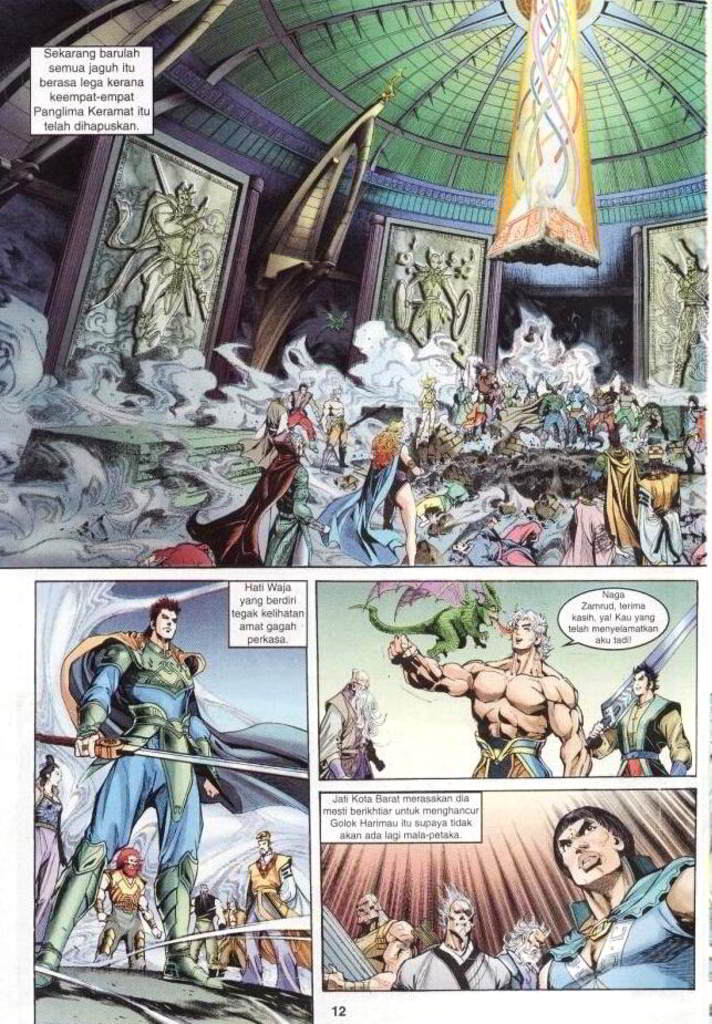 Sekarang barulah
semua jaguh itu
berasa lega kerana
keempat-empat
Panglima Keramat itu
telah dihapuskan.
Hati Waja
yang berdiri
tegak kelihatan
amat gagah
perkasa.
Naga
Zamrud, terima
kasih, ya! Kau yang
telah menyelamatkan
aku tadi!
Jati Kota Barat merasakan dia
mesti berikhtiar untuk menghancur
Golok Harimau itu supaya tidak
akan ada lagi mala-petaka.
12